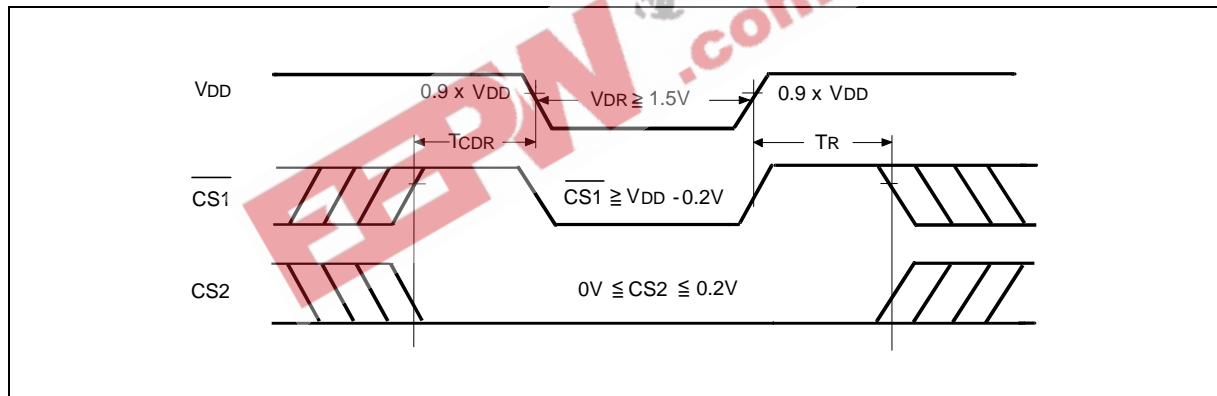 EEPW .com
VDD
0.9 x VDD
VDR ≧ 1.5V
0.9 x VDD
TCDR
TR
CS1
CS1 ≧ VDD - 0.2V
CS2
0V ≦ CS2 ≦ 0.2V